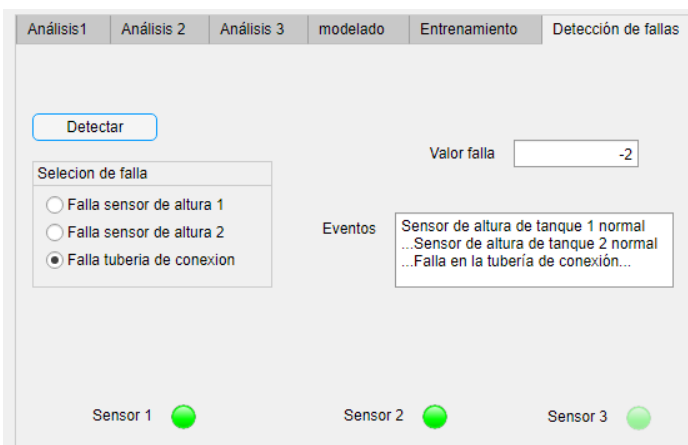 Análisis1 Análisis 2 Análisis 3 modelado Entrenamiento Detección de fallas
Detectar
Valor falla -2
Selecion de falla
Falla sensor de altura 1
Falla sensor de altura 2
Falla tuberia de conexion
Eventos
Sensor de altura de tanque 1 normal
...Sensor de altura de tanque 2 normal
...Falla en la tubería de conexión...
Sensor 1 Sensor 2 Sensor 3